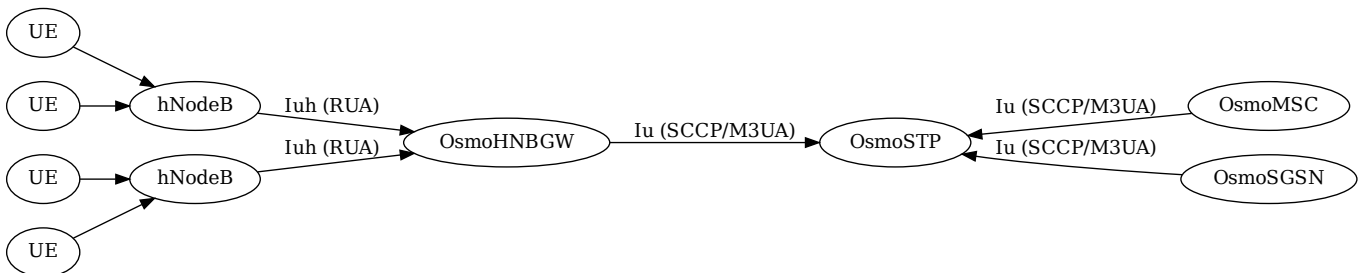 UE
UE
UE
UE
hNodeB
hNodeB
Iuh (RUA)
Iuh (RUA)
OsmoHNBGW
Iu (SCCP/M3UA)
OsmoSTP
Iu (SCCP/M3UA)
Iu (SCCP/M3UA)
OsmoMSC
OsmoSGSN